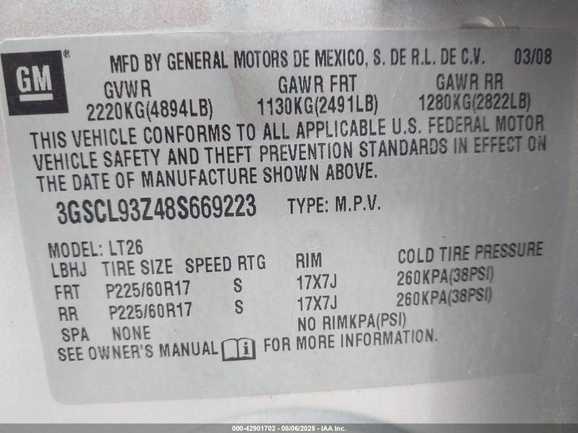 GM ®
MFD BY GENERAL MOTORS DE MEXICO, S. DE R.L. DE C.V. 03/08
GVWR GAWR FRT GAWR RR
2220KG(4894LB) 1130KG(2491LB) 1280KG(2822LB)
THIS VEHICLE CONFORMS TO ALL APPLICABLE U.S. FEDERAL MOTOR
VEHICLE SAFETY AND THEFT PREVENTION STANDARDS IN EFFECT ON
THE DATE OF MANUFACTURE SHOWN ABOVE.
3GSCL93Z48S669223 TYPE: M.P.V.
MODEL: LT26
LBHJ TIRE SIZE SPEED RTG RIM COLD TIRE PRESSURE
FRT P225/60R17 S 17X7J 260KPA(38PSI)
RR P225/60R17 S 17X7J 260KPA(38PSI)
SPA NONE NO RIMKPA(PSI)
SEE OWNER'S MANUAL i FOR MORE INFORMATION.
000-42901702 - 08/06/2025 - IAA Inc.